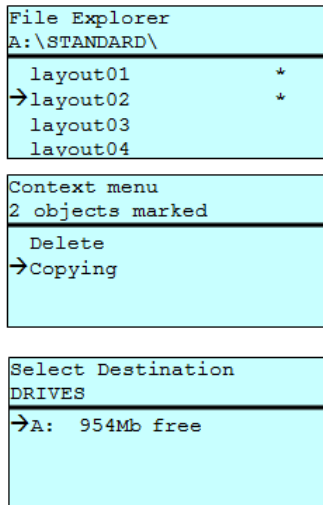 File Explorer
A:\STANDARD\
layout01 *
→layout02 *
layout03
layout04
Context menu
2 objects marked
Delete
→Copying
Select Destination
DRIVES
→A: 954Mb free